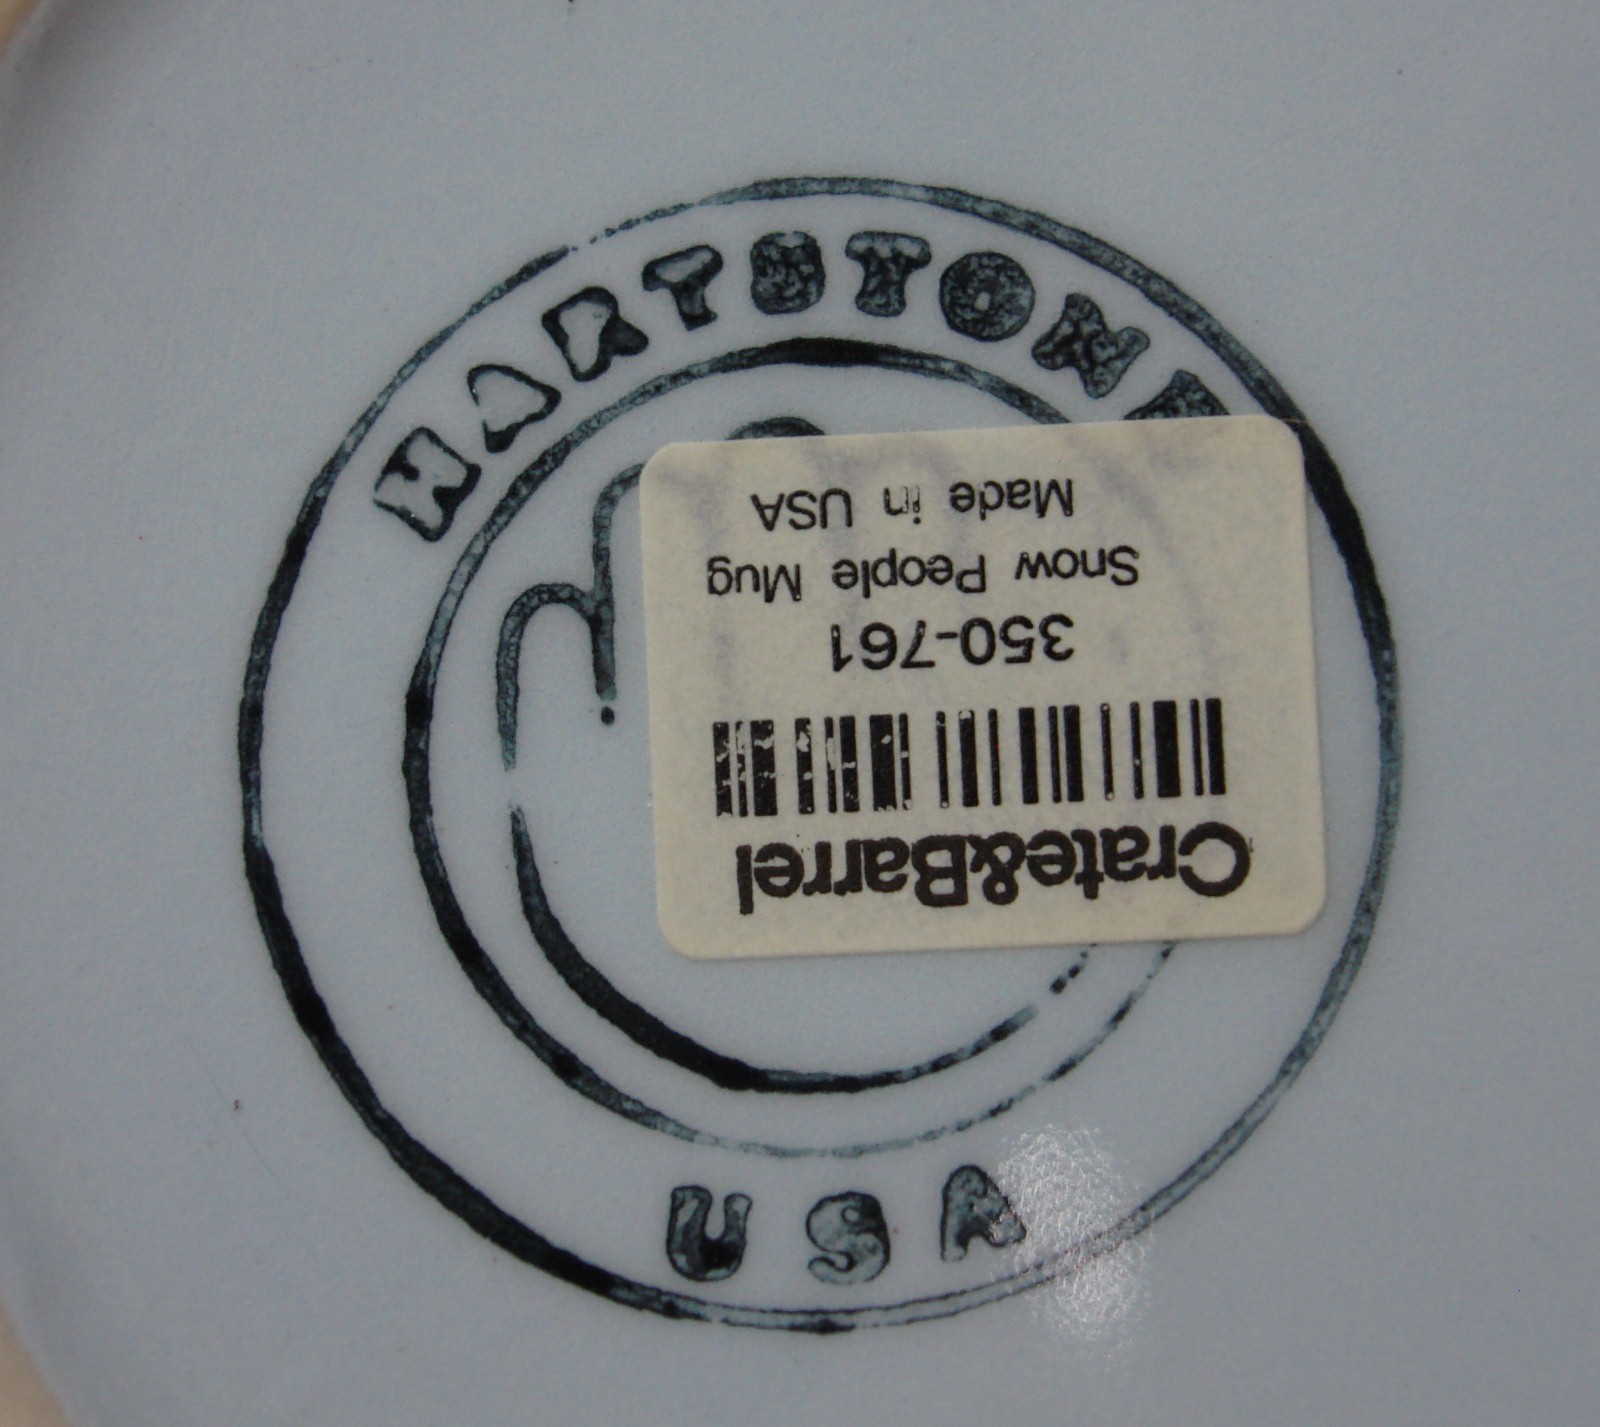 HARTSTONE
Crate&Barrel
350-761
Snow People Mug
Made in USA
USA